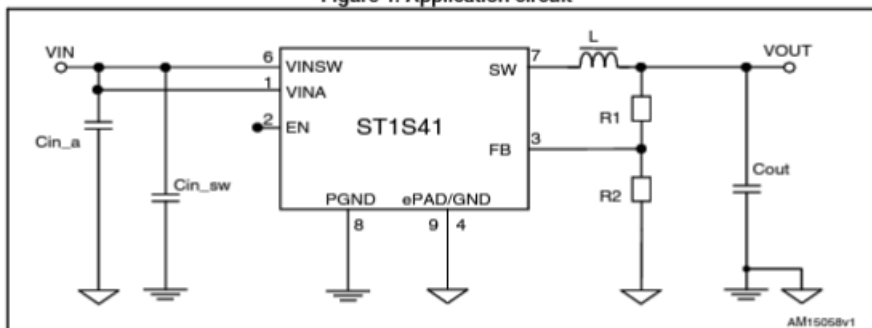 Figure 1. Application circuit
VIN
6
VINSW
1
VINA
2
EN
ST1S41
SW
7
L
VOUT
FB
3
R1
R2
Cin_a
Cin_sw
Cout
PGND
ePAD/GND
8
9 4
AM15058v1